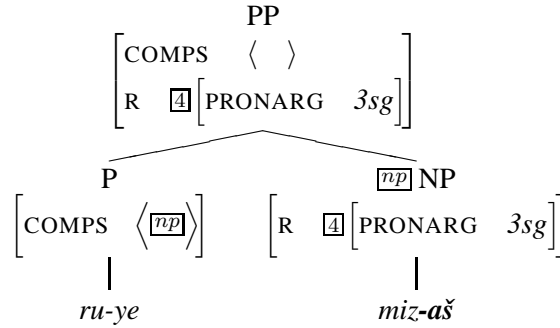 PP
COMPS ⟨ ⟩
R 4 [PRONARG 3sg]
P np NP
COMPS ⟨np⟩ R 4 [PRONARG 3sg]
ru-ye miz-aš